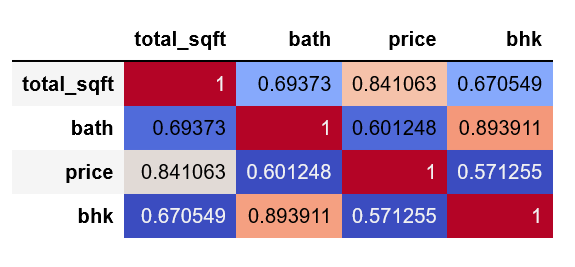 total_sqft bath price bhk
total_sqft 1 0.69373 0.841063 0.670549
bath 0.69373 1 0.601248 0.893911
price 0.841063 0.601248 1 0.571255
bhk 0.670549 0.893911 0.571255 1